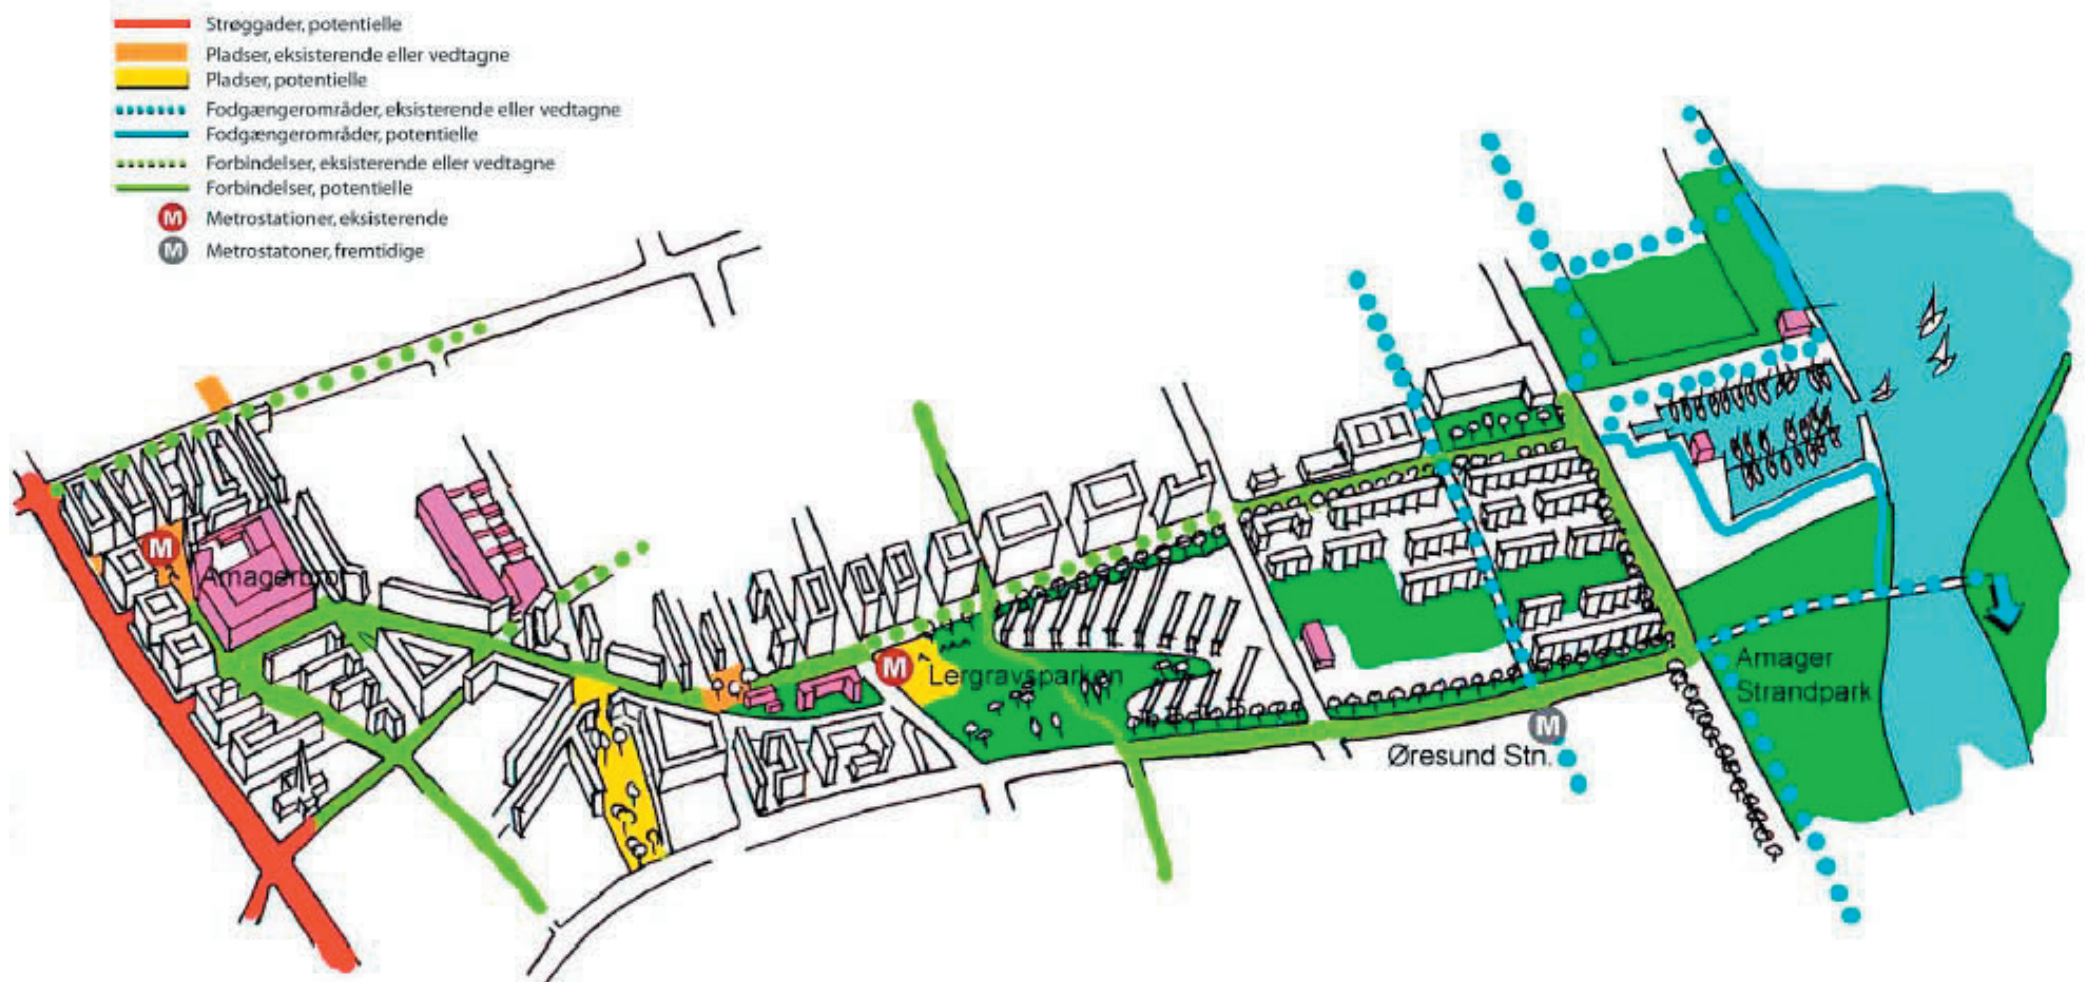 Strøggader, potentielle
Pladser, eksisterende eller vedtagne
Pladser, potentielle
Fodgængerområder, eksisterende eller vedtagne
Fodgængerområder, potentielle
Forbindelser, eksisterende eller vedtagne
Forbindelser, potentielle
M Metrostationer, eksisterende
M Metrostatoner, fremtidige
M
Amagerbro
M
Lergravsparken
Amager
Strandpark
M
Øresund Stn.